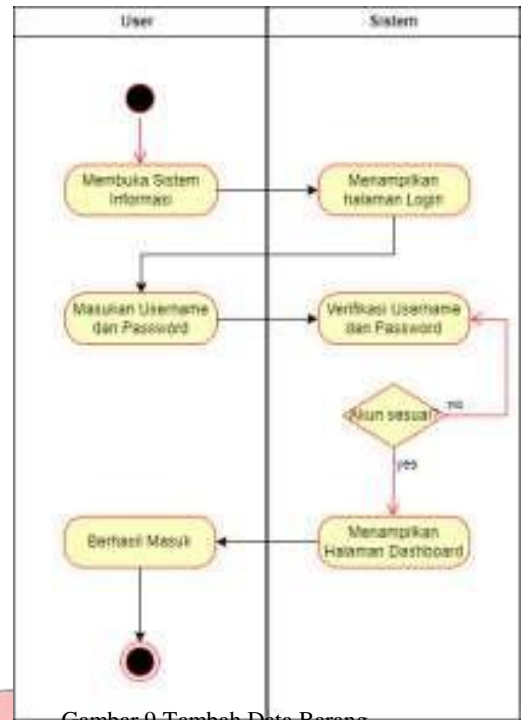 User
Sistem
Membuka Sistem
Informasi
Menampilkan
halaman Login
Masukan Username
dan Password
Verifikasi Username
dan Password
Akun sesuai?
no
yes
Menampilkan
Halaman Dashboard
Berhasil Masuk
Gambar 9 Tambah Data Barang